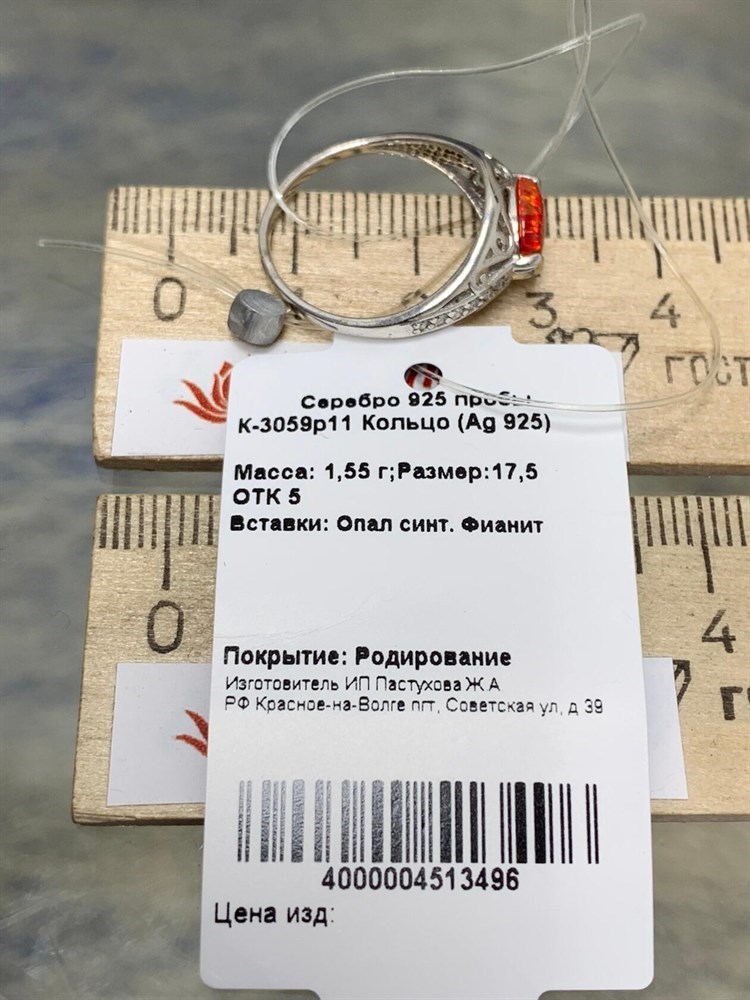 0
1
2
3
4
ГОСТ
Серебро 925 пробы
К-3059р11 Кольцо (Ag 925)
Масса: 1,55 г;Размер:17,5
ОТК 5
Вставки: Опал синт. Фианит
0
4
Покрытие: Родирование
Изготовитель ИП Пастухова Ж.А
РФ Красное-на-Волге пгт, Советская ул, д 39
4000004513496
Цена изд: